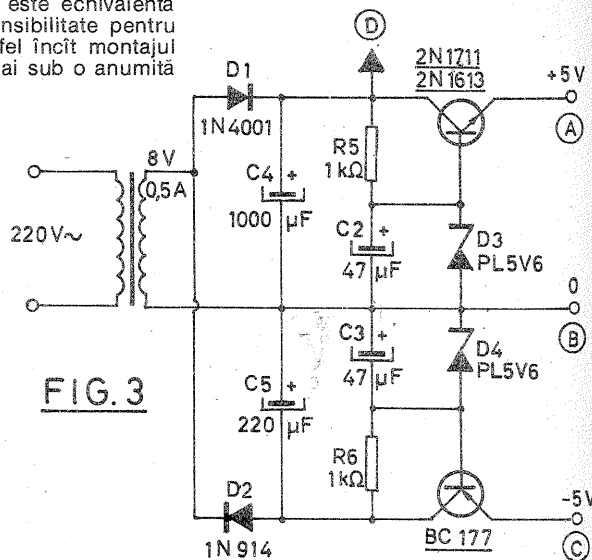 este echivalentă
nsibilitate pentru
fel încît montajul
ai sub o anumită
D
2N1711
2N1613
+5V
A
D1
1N4001
8V
0,5A
C4 +
1000 μF
R5
1kΩ
C2 +
47 μF
D3
PL5V6
220V~
0
B
C3 +
47 μF
D4
PL5V6
FIG. 3
C5 +
220 μF
R6
1kΩ
D2
1N914
BC 177
-5V
C